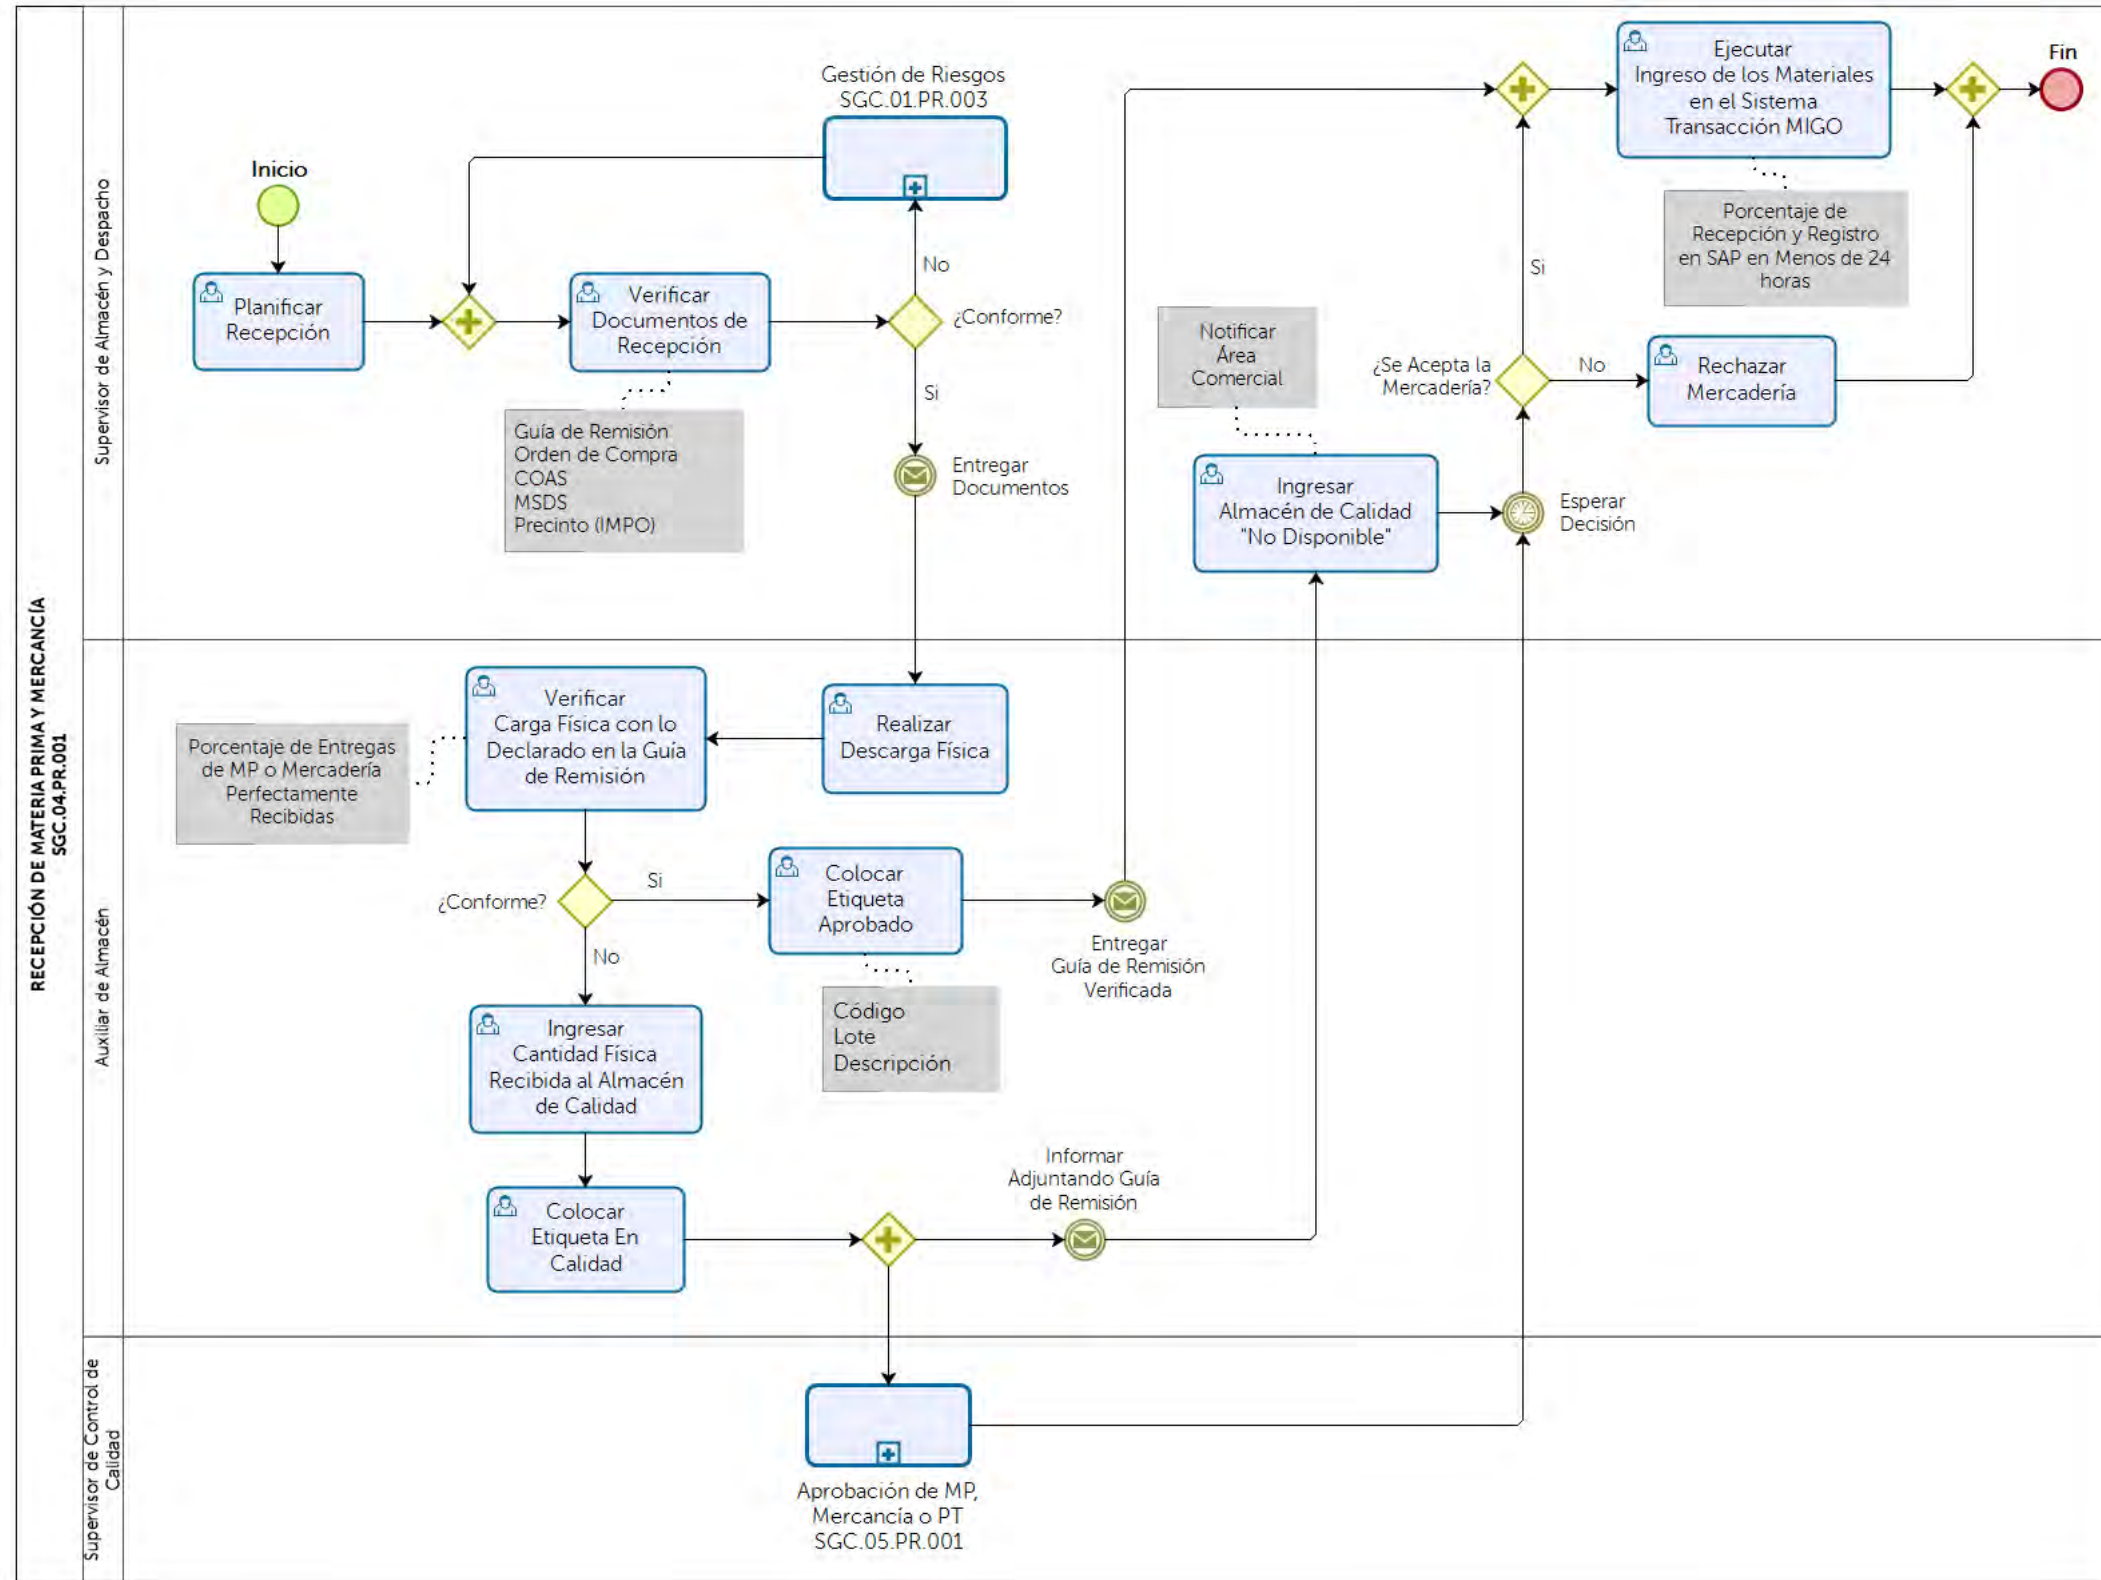 RECEPCIÓN DE MATERIA PRIMA Y MERCANCÍA
SGC.04.PR.001
Supervisor de Almacén y Despacho
Inicio
Planificar
Recepción
Gestión de Riesgos
SGC.01.PR.003
Verificar
Documentos de
Recepción
Guía de Remisión
Orden de Compra
COAS
MSDS
Precinto (IMPO)
No
¿Conforme?
Si
Entregar
Documentos
Notificar
Área
Comercial
Ingresar
Almacén de Calidad
"No Disponible"
Esperar
Decisión
¿Se Acepta la
Mercadería?
Si
No
Rechazar
Mercadería
Ejecutar
Ingreso de los Materiales
en el Sistema
Transacción MIGO
Porcentaje de
Recepción y Registro
en SAP en Menos de 24
horas
Fin
Auxiliar de Almacén
Realizar
Descarga Física
Verificar
Carga Física con lo
Declarado en la Guía
de Remisión
Porcentaje de Entregas
de MP o Mercadería
Perfectamente
Recibidas
¿Conforme?
Si
Colocar
Etiqueta
Aprobado
Código
Lote
Descripción
Entregar
Guía de Remisión
Verificada
No
Ingresar
Cantidad Física
Recibida al Almacén
de Calidad
Colocar
Etiqueta En
Calidad
Informar
Adjuntando Guía
de Remisión
Supervisor de Control de
Calidad
Aprobación de MP,
Mercancía o PT
SGC.05.PR.001